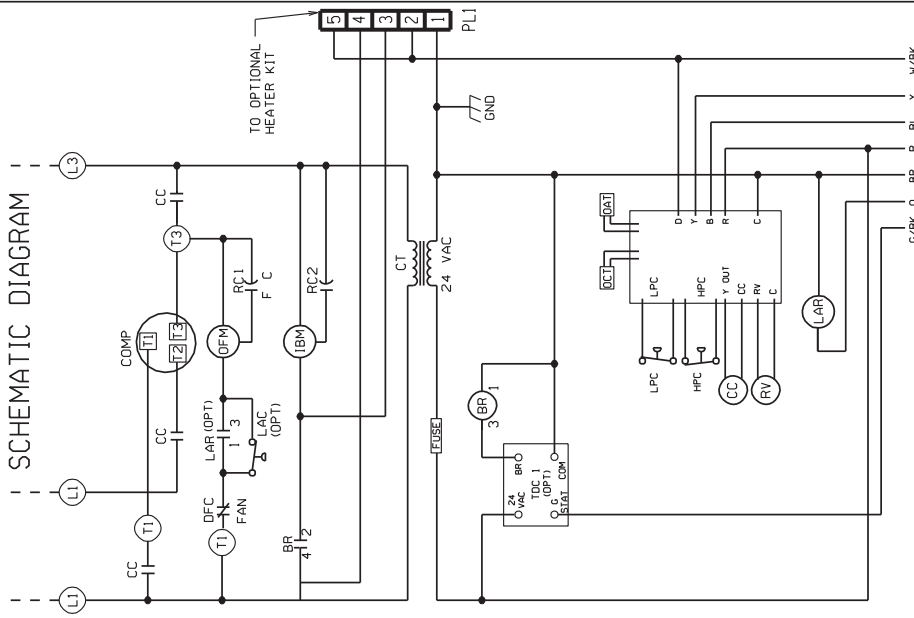 SCHEMATIC DIAGRAM
L1
L1
L3
CC
T1
CC
CC
T3
COMP
T1
T2
T3
T1
DFC
FAN
LAR (OPT)
1 3
LAC
(OPT)
OFM
RC1
F C
BR
4 2
IBM
RC2
CT
24 VAC
FUSE
TO OPTIONAL
HEATER KIT
5 4 3 2 1
PL1
GND
BR
3 1
24
VAC
BR
TDC 1
(OPT)
G
STAT
COM
OCT
OAT
LPC
HPC
CC
RV
LPC
HPC
Y OUT
CC
RV
C
D
Y
B
R
C
LAR
W/BK
Y
BL
R
BR
O
G/BK